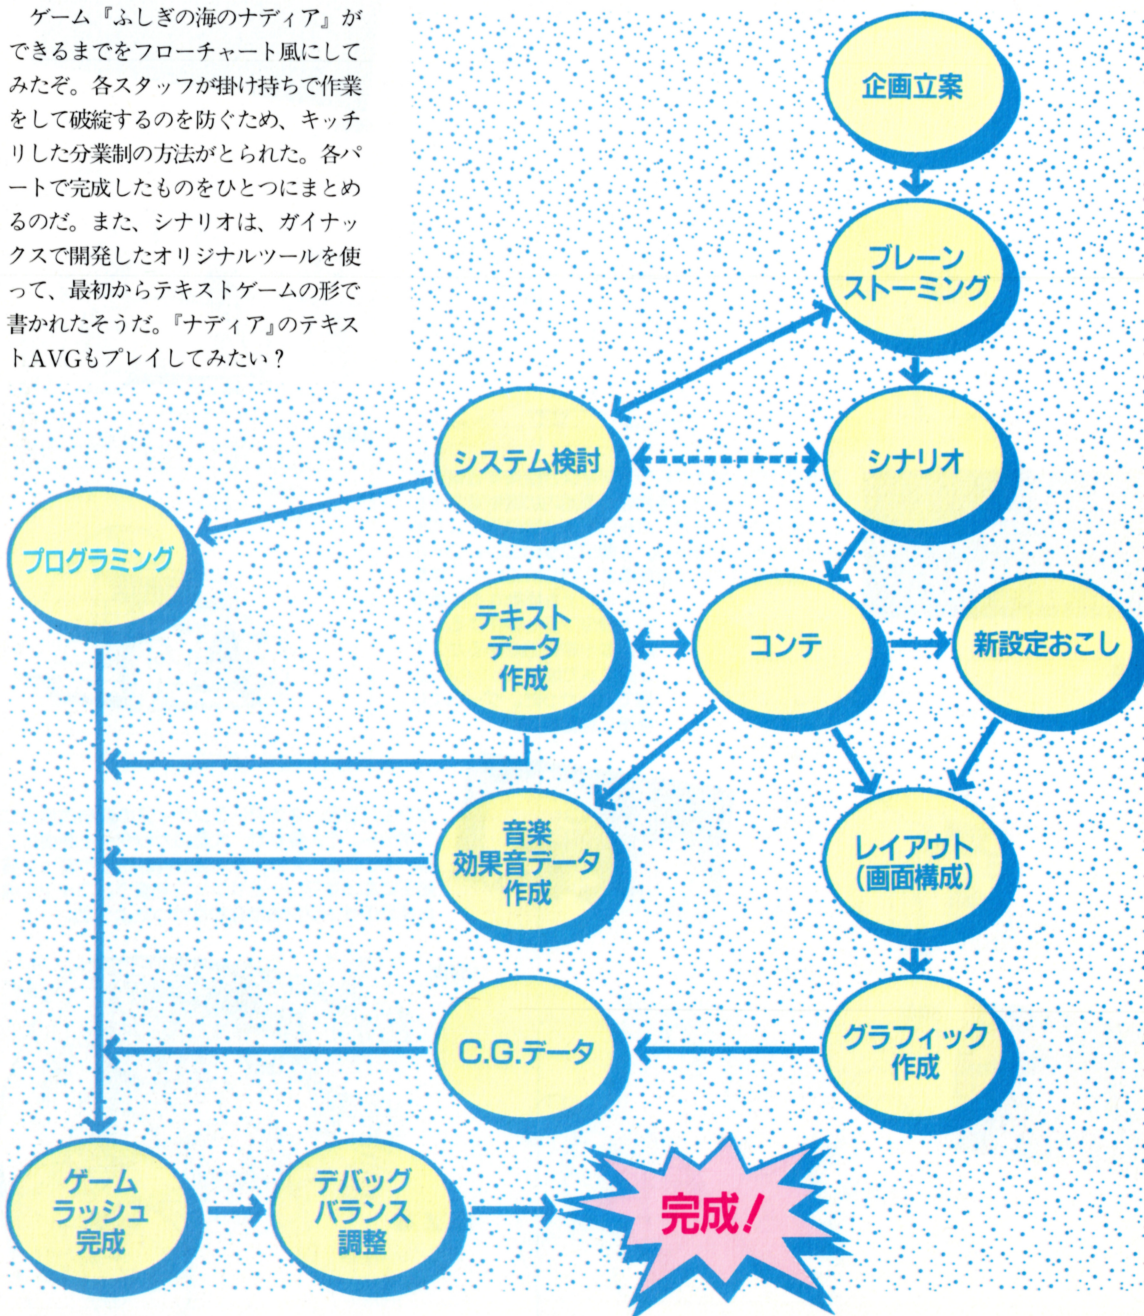 ゲーム『ふしぎの海のナディア』が
できるまでをフローチャート風にして
みたぞ。各スタッフが掛け持ちで作業
をして破綻するのを防ぐため、キッチ
リした分業制の方法がとられた。各パ
ートで完成したものをひとつにまとめ
るのだ。また、シナリオは、ガイナッ
クスで開発したオリジナルツールを使
って、最初からテキストゲームの形で
書かれたそうだ。『ナディア』のテキス
トAVGもプレイしてみたい?
企画立案
ブレーン
ストーミング
システム検討
シナリオ
プログラミング
テキスト
データ
作成
コンテ
新設定おこし
音楽
効果音データ
作成
レイアウト
(画面構成)
C.G.データ
グラフィック
作成
ゲーム
ラッシュ
完成
デバッグ
バランス
調整
完成!